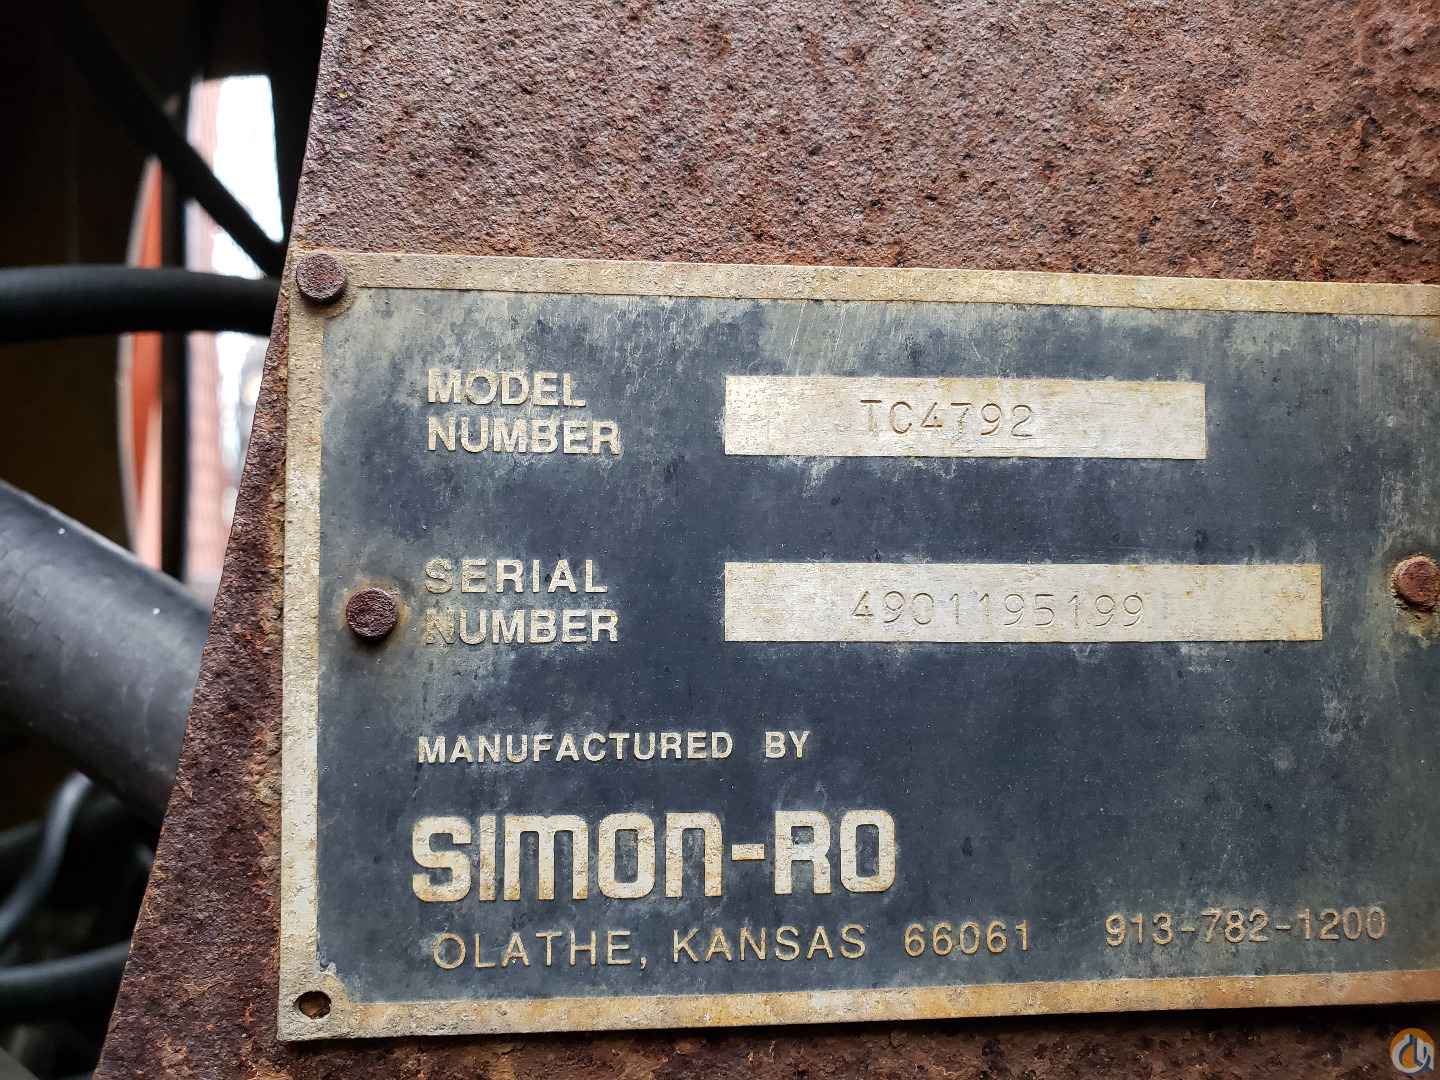 MODEL
NUMBER
TC4792
SERIAL
NUMBER
4901195199
MANUFACTURED BY
SIMON-RO
OLATHE, KANSAS 66061 913-782-1200